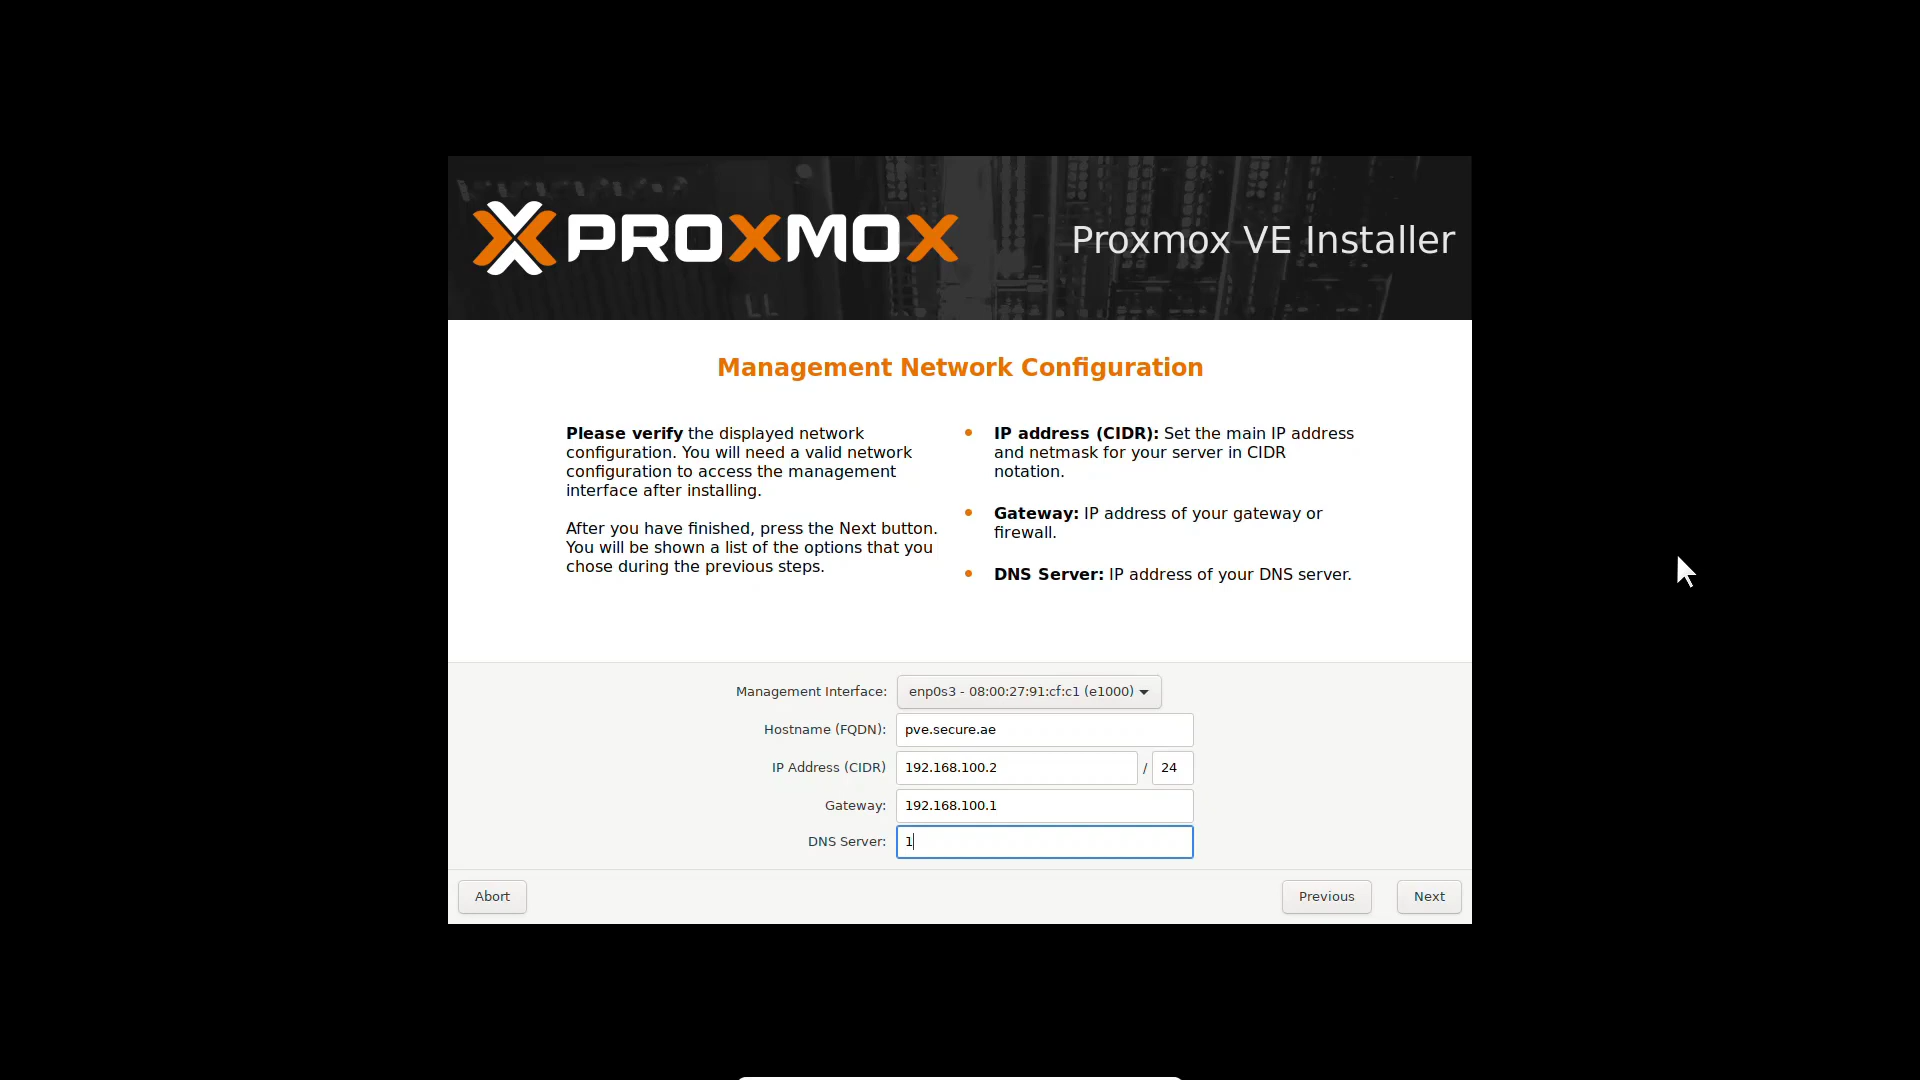 PROXMOX
Proxmox VE Installer
Management Network Configuration
Please verify the displayed network
configuration. You will need a valid network
configuration to access the management
interface after installing.
After you have finished, press the Next button.
You will be shown a list of the options that you
chose during the previous steps.
• IP address (CIDR): Set the main IP address
and netmask for your server in CIDR
notation.
• Gateway: IP address of your gateway or
firewall.
• DNS Server: IP address of your DNS server.
Management Interface: enp0s3 - 08:00:27:91:cf:c1 (e1000)
Hostname (FQDN): pve.secure.ae
IP Address (CIDR) 192.168.100.2 / 24
Gateway: 192.168.100.1
DNS Server: 1
Abort Previous Next